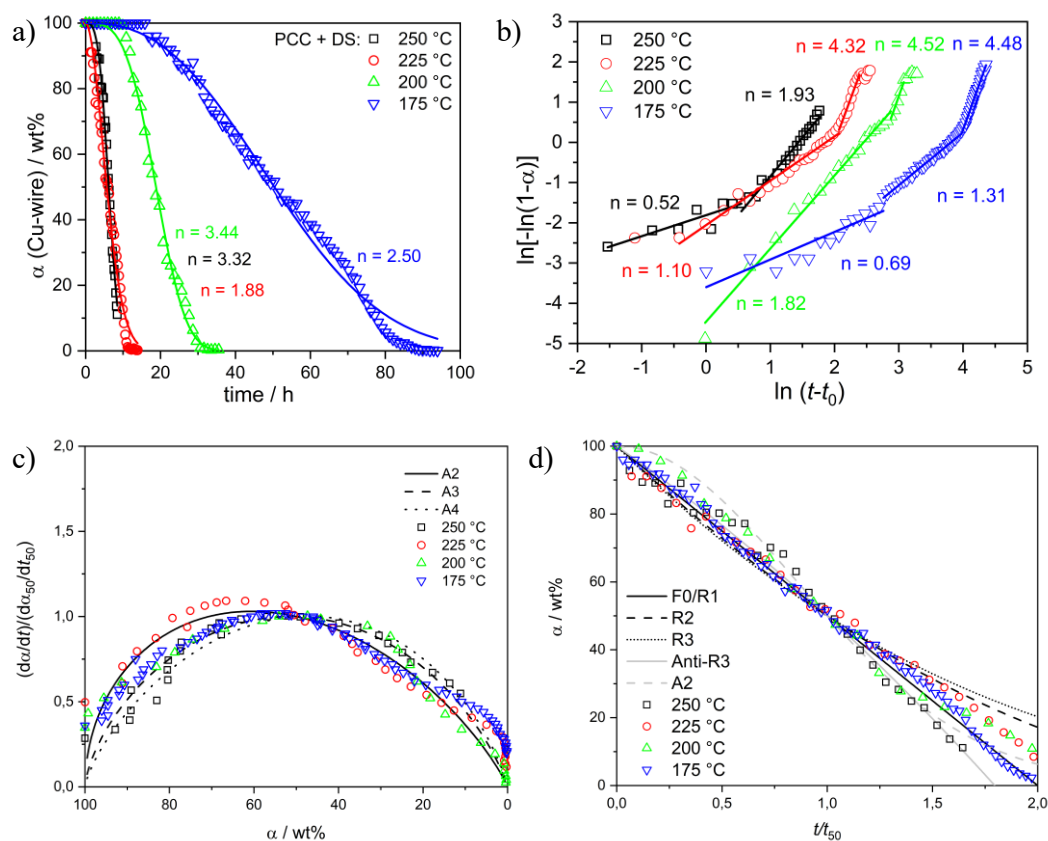 a)
α (Cu-wire) / wt%
100
80
60
40
20
0
PCC + DS:
250 °C
225 °C
200 °C
175 °C
n = 3.44
n = 3.32
n = 1.88
n = 2.50
0 20 40 60 80 100
time / h
b)
ln[-ln(1-α)]
4
3
2
1
0
-1
-2
-3
-4
-5
250 °C
225 °C
200 °C
175 °C
n = 4.32
n = 4.52
n = 4.48
n = 1.93
n = 0.52
n = 1.31
n = 1.10
n = 0.69
n = 1.82
-2 -1 0 1 2 3 4 5
ln (t-t0)
c)
(dα/dt)/(dα50/dt50)
2,0
1,5
1,0
0,5
0,0
A2
A3
A4
250 °C
225 °C
200 °C
175 °C
100 80 60 40 20 0
α / wt%
d)
α / wt%
100
80
60
40
20
0
F0/R1
R2
R3
Anti-R3
A2
250 °C
225 °C
200 °C
175 °C
0,0 0,5 1,0 1,5 2,0
t/t50